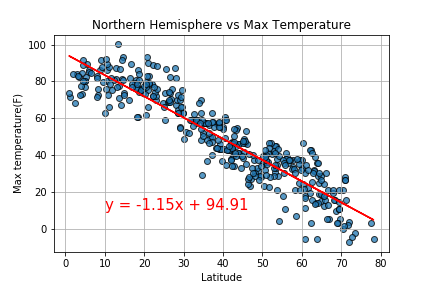 Northern Hemisphere vs Max Temperature
Max temperature(F)
100
80
60
40
20
0
y = -1.15x + 94.91
0 10 20 30 40 50 60 70 80
Latitude